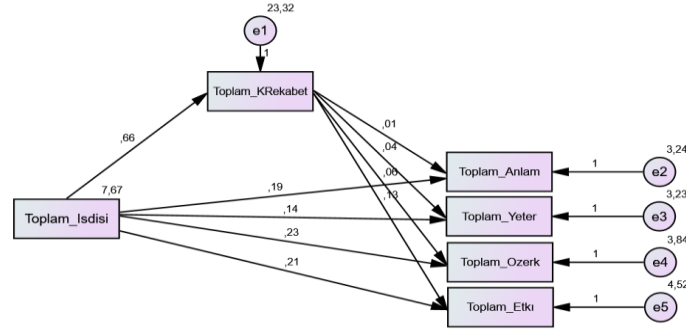 23,32
e1
1
Toplam_KRekabet
,66
,01
,04
,06
,13
7,67
Toplam_Isdisi
,19
,14
,23
,21
Toplam_Anlam
1
3,24
e2
Toplam_Yeter
1
3,23
e3
Toplam_Ozerk
1
3,84
e4
Toplam_Etkı
1
4,52
e5